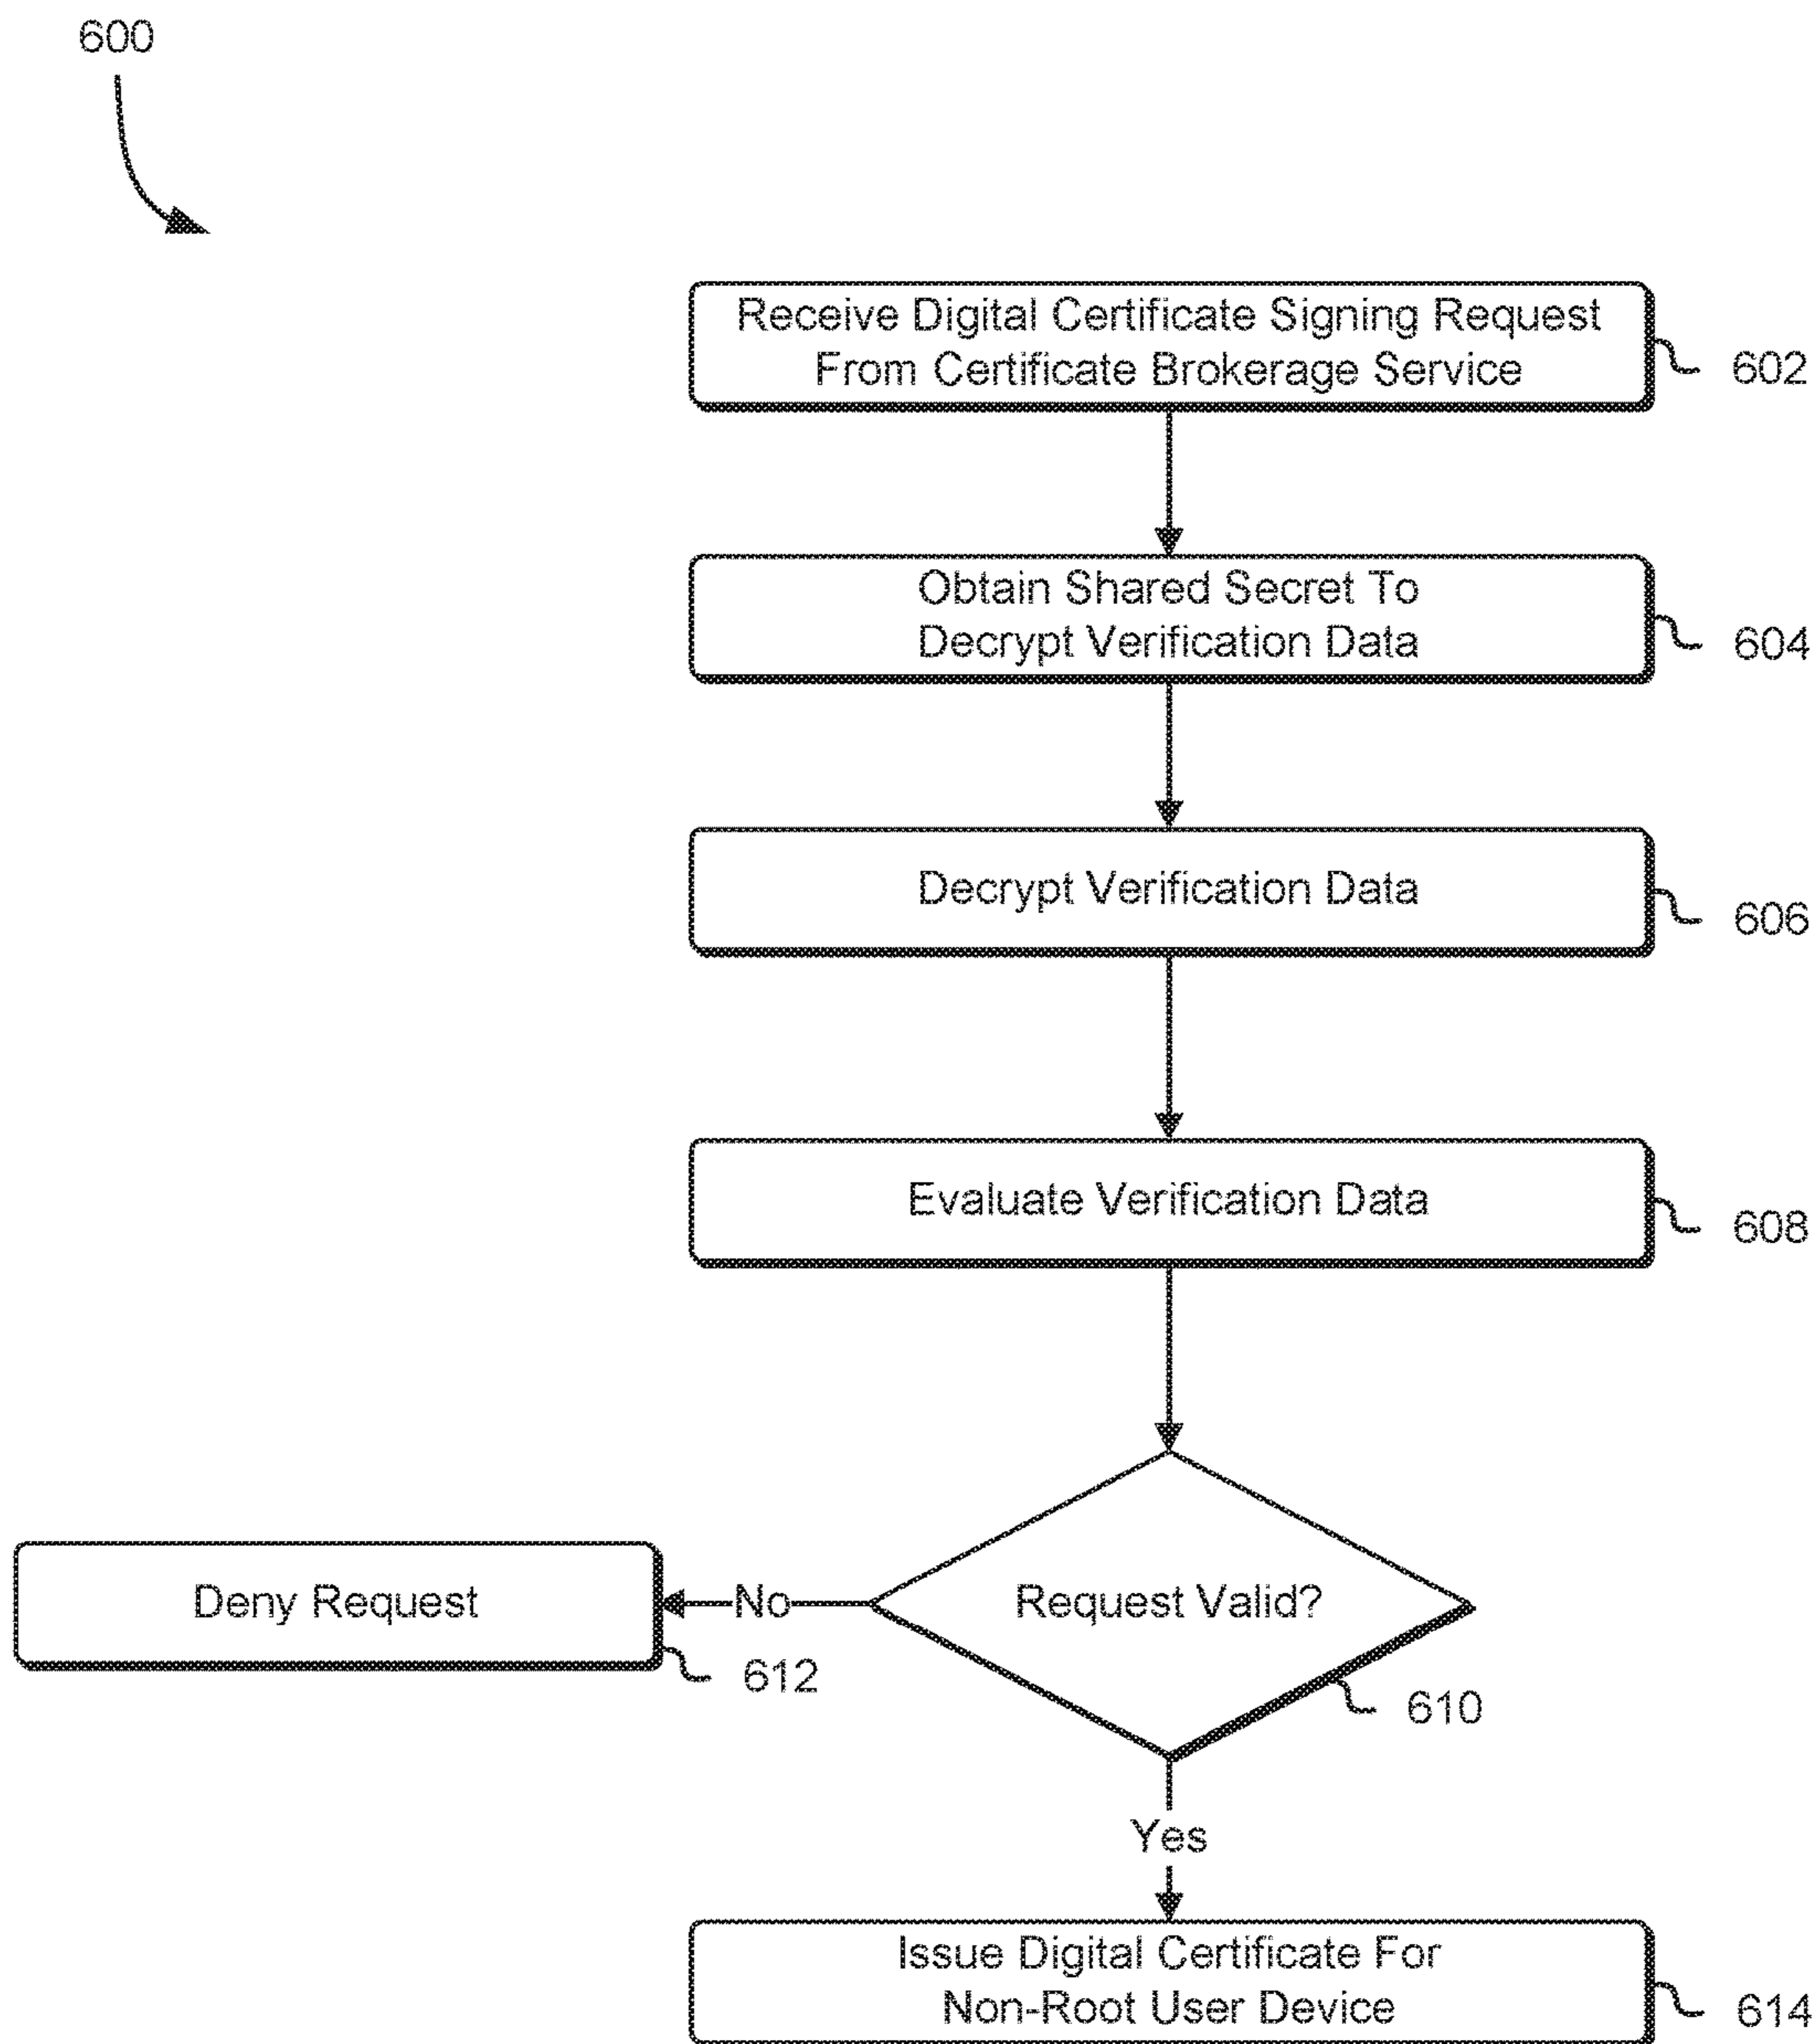 600
Receive Digital Certificate Signing Request
From Certificate Brokerage Service
602
Obtain Shared Secret To
Decrypt Verification Data
604
Decrypt Verification Data
606
Evaluate Verification Data
608
Request Valid?
610
No
Deny Request
612
Yes
Issue Digital Certificate For
Non-Root User Device
614